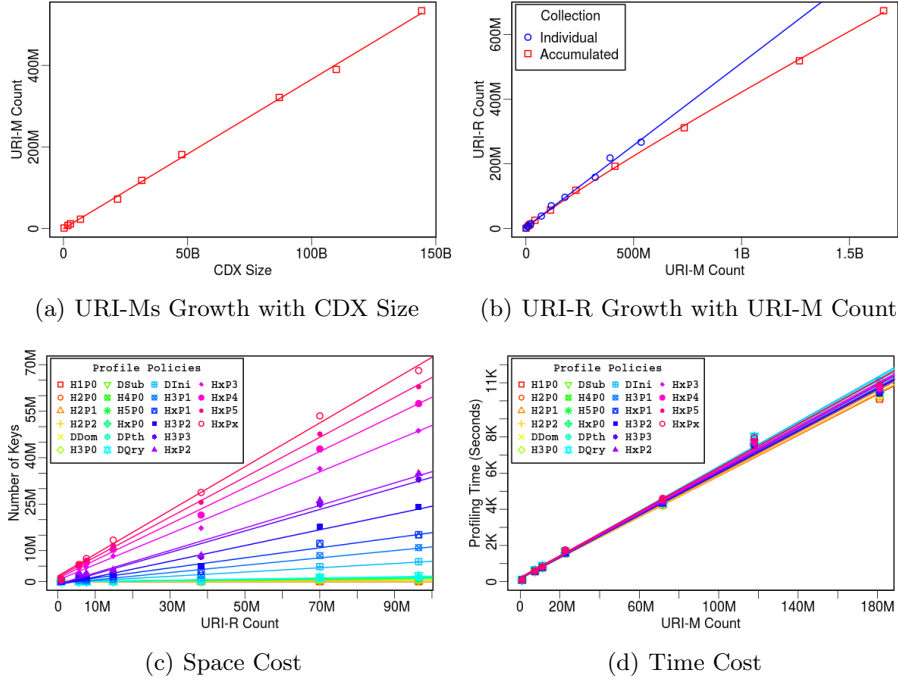 URI-M Count
0
200M
400M
0
50B
100B
150B
CDX Size
(a) URI-Ms Growth with CDX Size
URI-R Count
0
200M
400M
600M
Collection
Individual
Accumulated
0
500M
1B
1.5B
URI-M Count
(b) URI-R Growth with URI-M Count
Number of Keys
0
10M
25M
40M
55M
70M
Profile Policies
H1P0 DSub DIni HxP3
H2P0 H4P0 H3P1 HxP4
H2P1 H5P0 HxP1 HxP5
H2P2 HxP0 H3P2 HxPx
DDom DPth H3P3
H3P0 DQry HxP2
0
10M
30M
50M
70M
90M
URI-R Count
(c) Space Cost
Profiling Time (Seconds)
0
2K
4K
6K
8K
11K
Profile Policies
H1P0 DSub DIni HxP3
H2P0 H4P0 H3P1 HxP4
H2P1 H5P0 HxP1 HxP5
H2P2 HxP0 H3P2 HxPx
DDom DPth H3P3
H3P0 DQry HxP2
0
20M
60M
100M
140M
180M
URI-M Count
(d) Time Cost